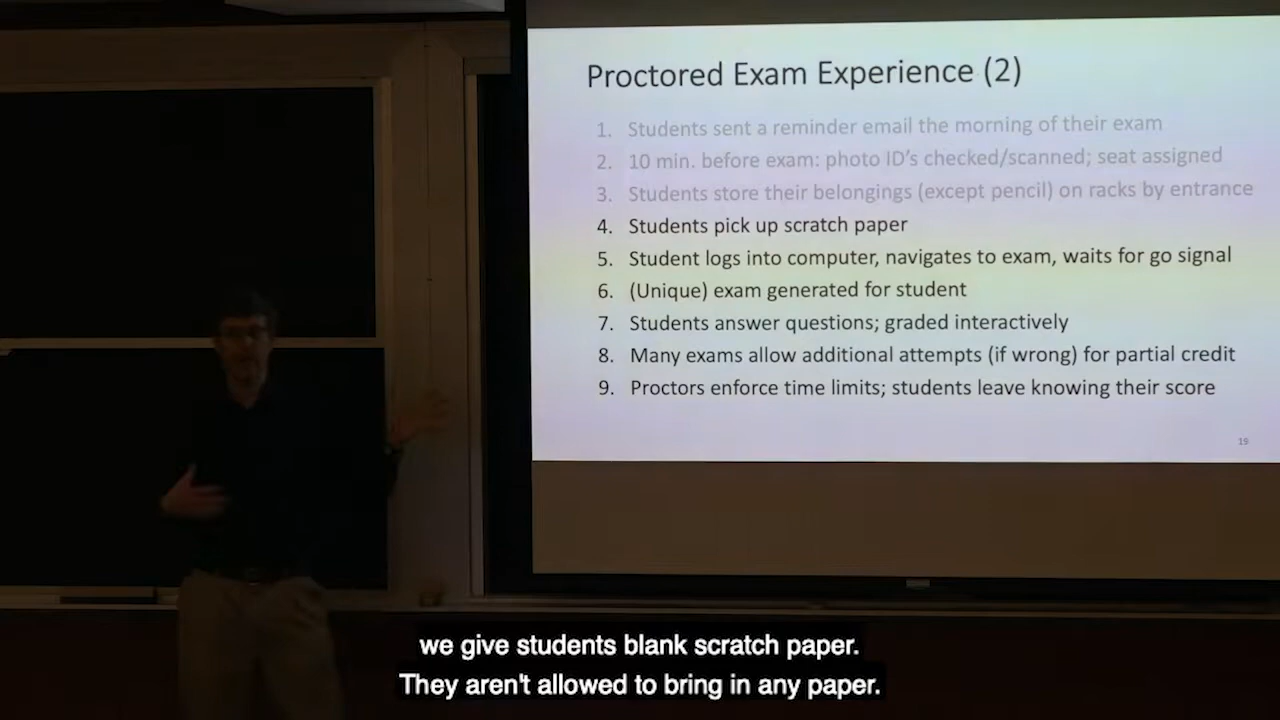 Proctored Exam Experience (2)
1. Students sent a reminder email the morning of their exam
2. 10 min. before exam: photo ID's checked/scanned; seat assigned
3. Students store their belongings (except pencil) on racks by entrance
4. Students pick up scratch paper
5. Student logs into computer, navigates to exam, waits for go signal
6. (Unique) exam generated for student
7. Students answer questions; graded interactively
8. Many exams allow additional attempts (if wrong) for partial credit
9. Proctors enforce time limits; students leave knowing their score
19
we give students blank scratch paper.
They aren't allowed to bring in any paper.